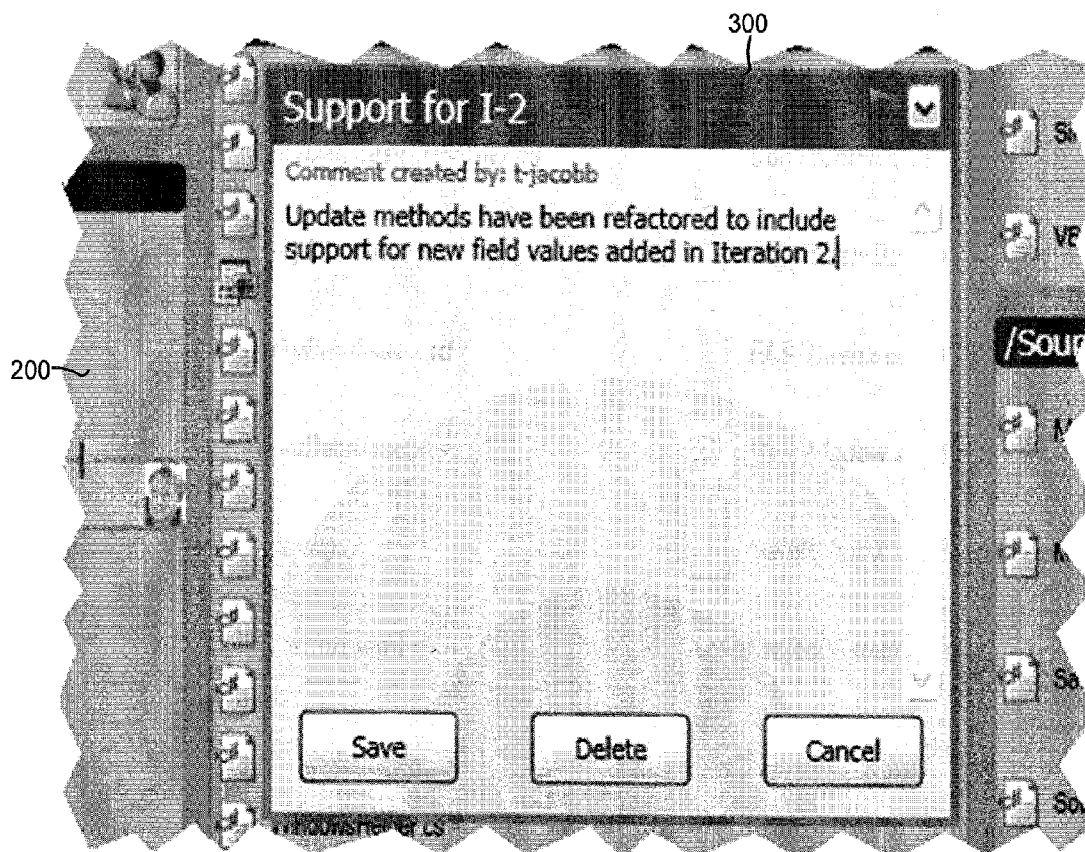 300
Support for I-2
Comment created by: t-jacobb
Update methods have been refactored to include
support for new field values added in Iteration 2.
200
/Sour
Save
Delete
Cancel